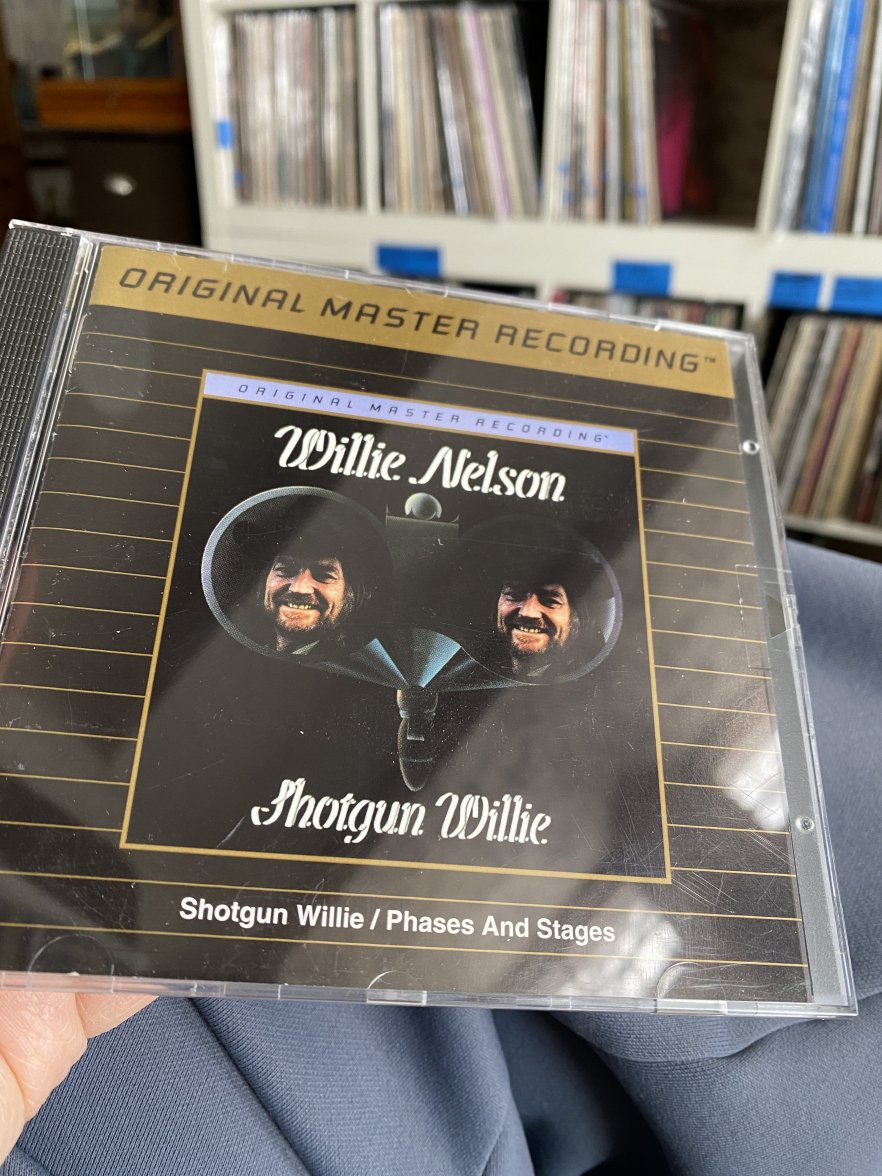 ORIGINAL MASTER RECORDING™
ORIGINAL MASTER RECORDING™
Willie Nelson
Shotgun Willie
Shotgun Willie / Phases And Stages